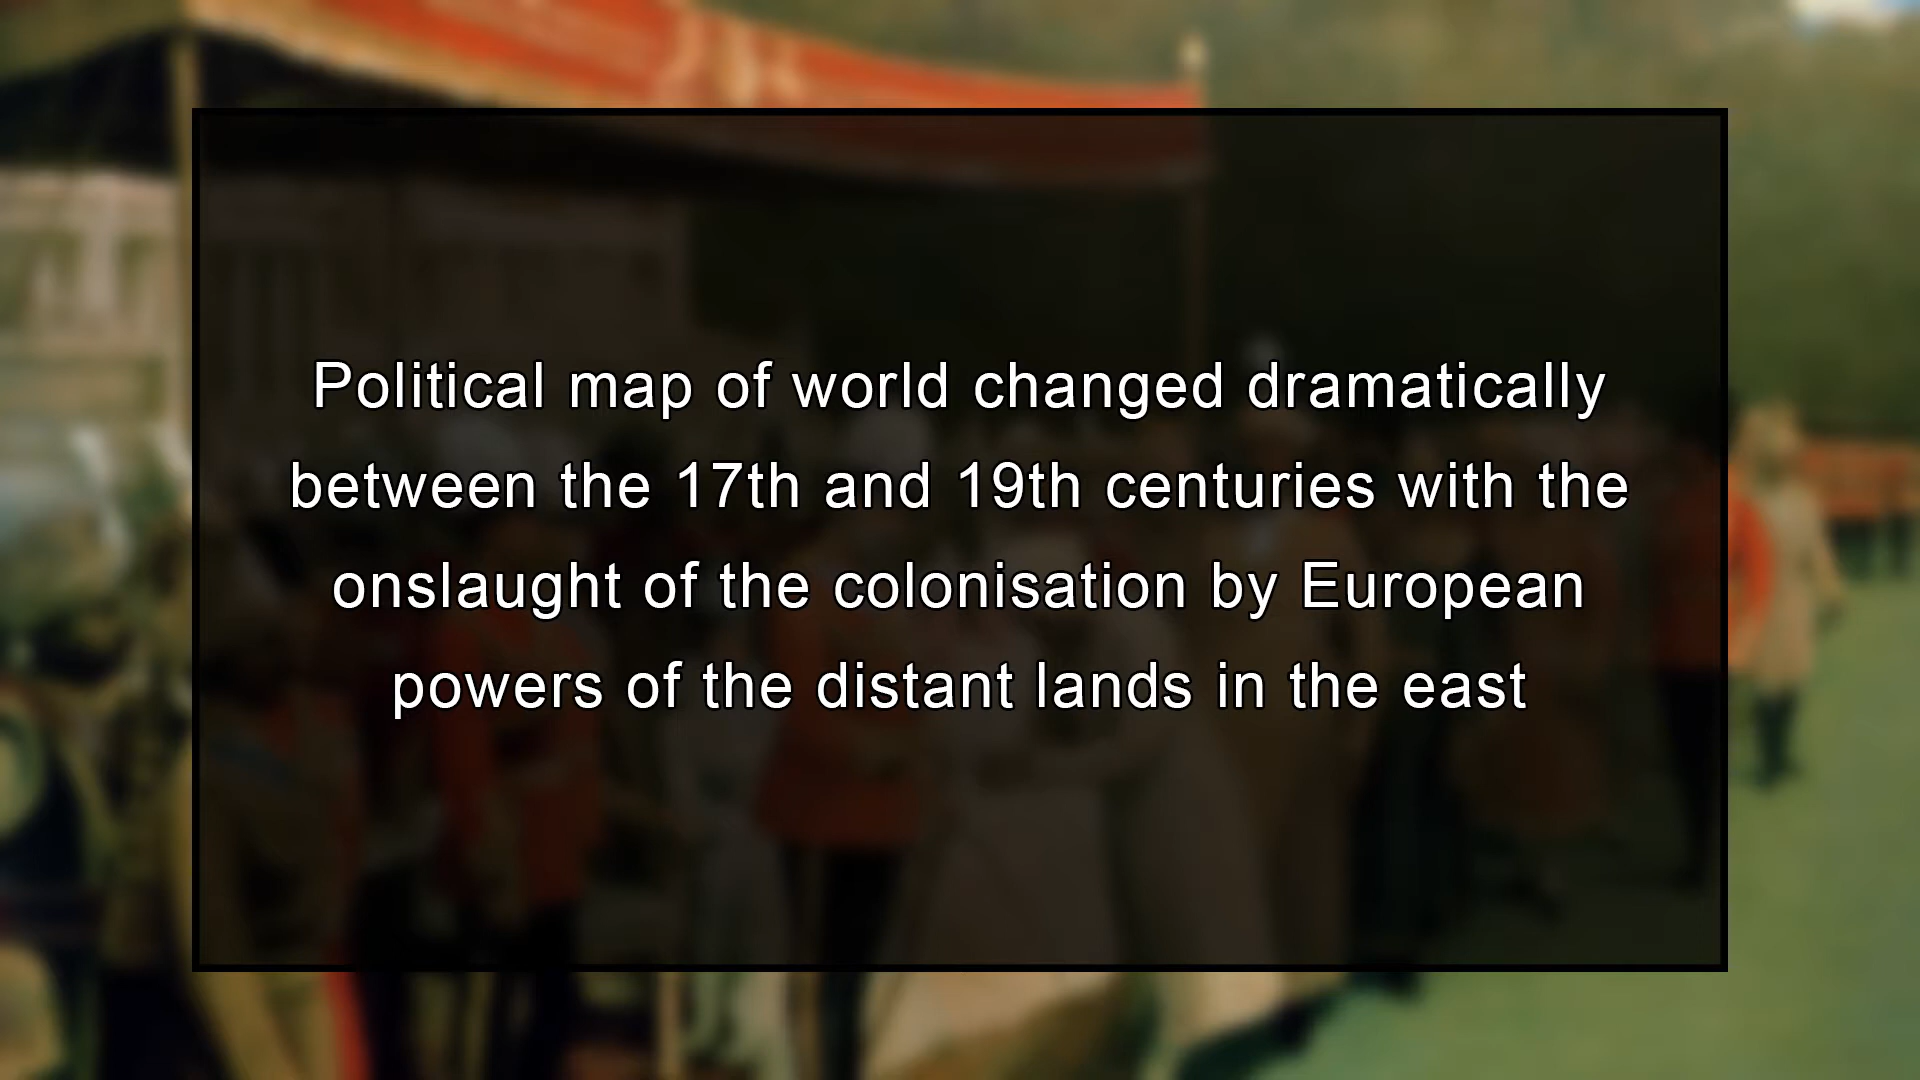 Political map of world changed dramatically
between the 17th and 19th centuries with the
onslaught of the colonisation by European
powers of the distant lands in the east